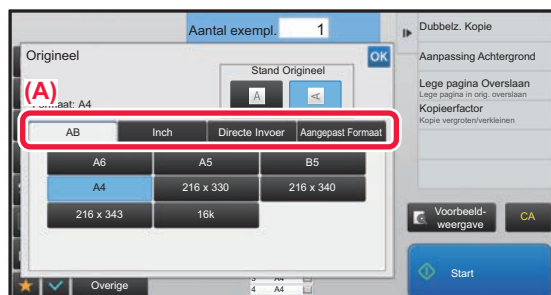 Aantal exempl. 1
Origineel
OK
Stand Origineel
A
A
(A)
Formaat: A4
AB
Inch
Directe Invoer
Aangepast Formaat
A6
A5
B5
A4
216 x 330
216 x 340
216 x 343
16k
Overige
4 A4
Dubbelz. Kopie
Aanpassing Achtergrond
Lege pagina Overslaan
Lege pagina in orig. overslaan
Kopieerfactor
Kopie vergroten/verkleinen
Voorbeeld-
weergave
CA
Start